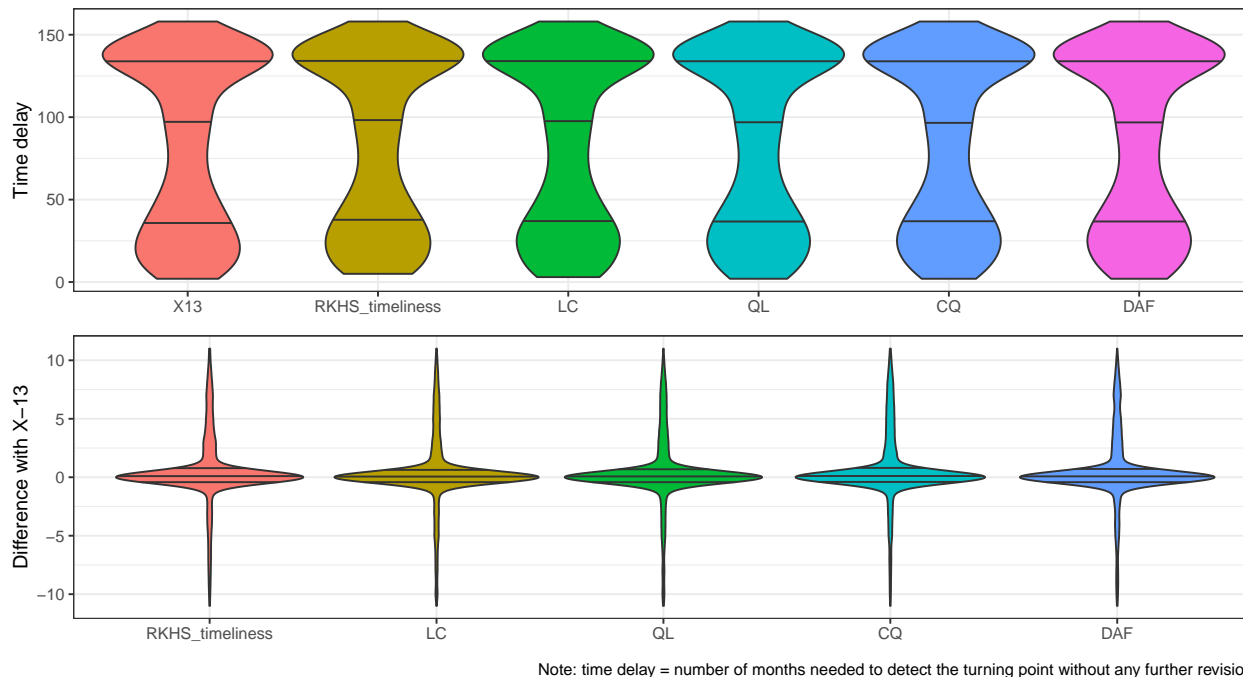 Time delay
150
100
50
0
X13 RKHS_timeliness LC QL CQ DAF
Difference with X−13
10
5
0
−5
−10
RKHS_timeliness LC QL CQ DAF
Note: time delay = number of months needed to detect the turning point without any further revisio